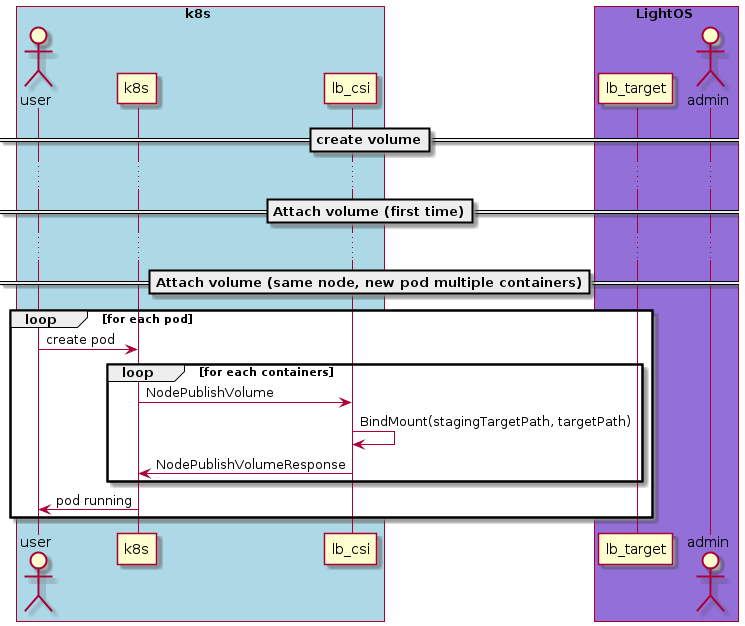 k8s
LightOS
user
k8s
lb_csi
lb_target
admin
create volume
Attach volume (first time)
Attach volume (same node, new pod multiple containers)
loop
[for each pod]
create pod
loop
[for each containers]
NodePublishVolume
BindMount(stagingTargetPath, targetPath)
NodePublishVolumeResponse
pod running
user
k8s
lb_csi
lb_target
admin